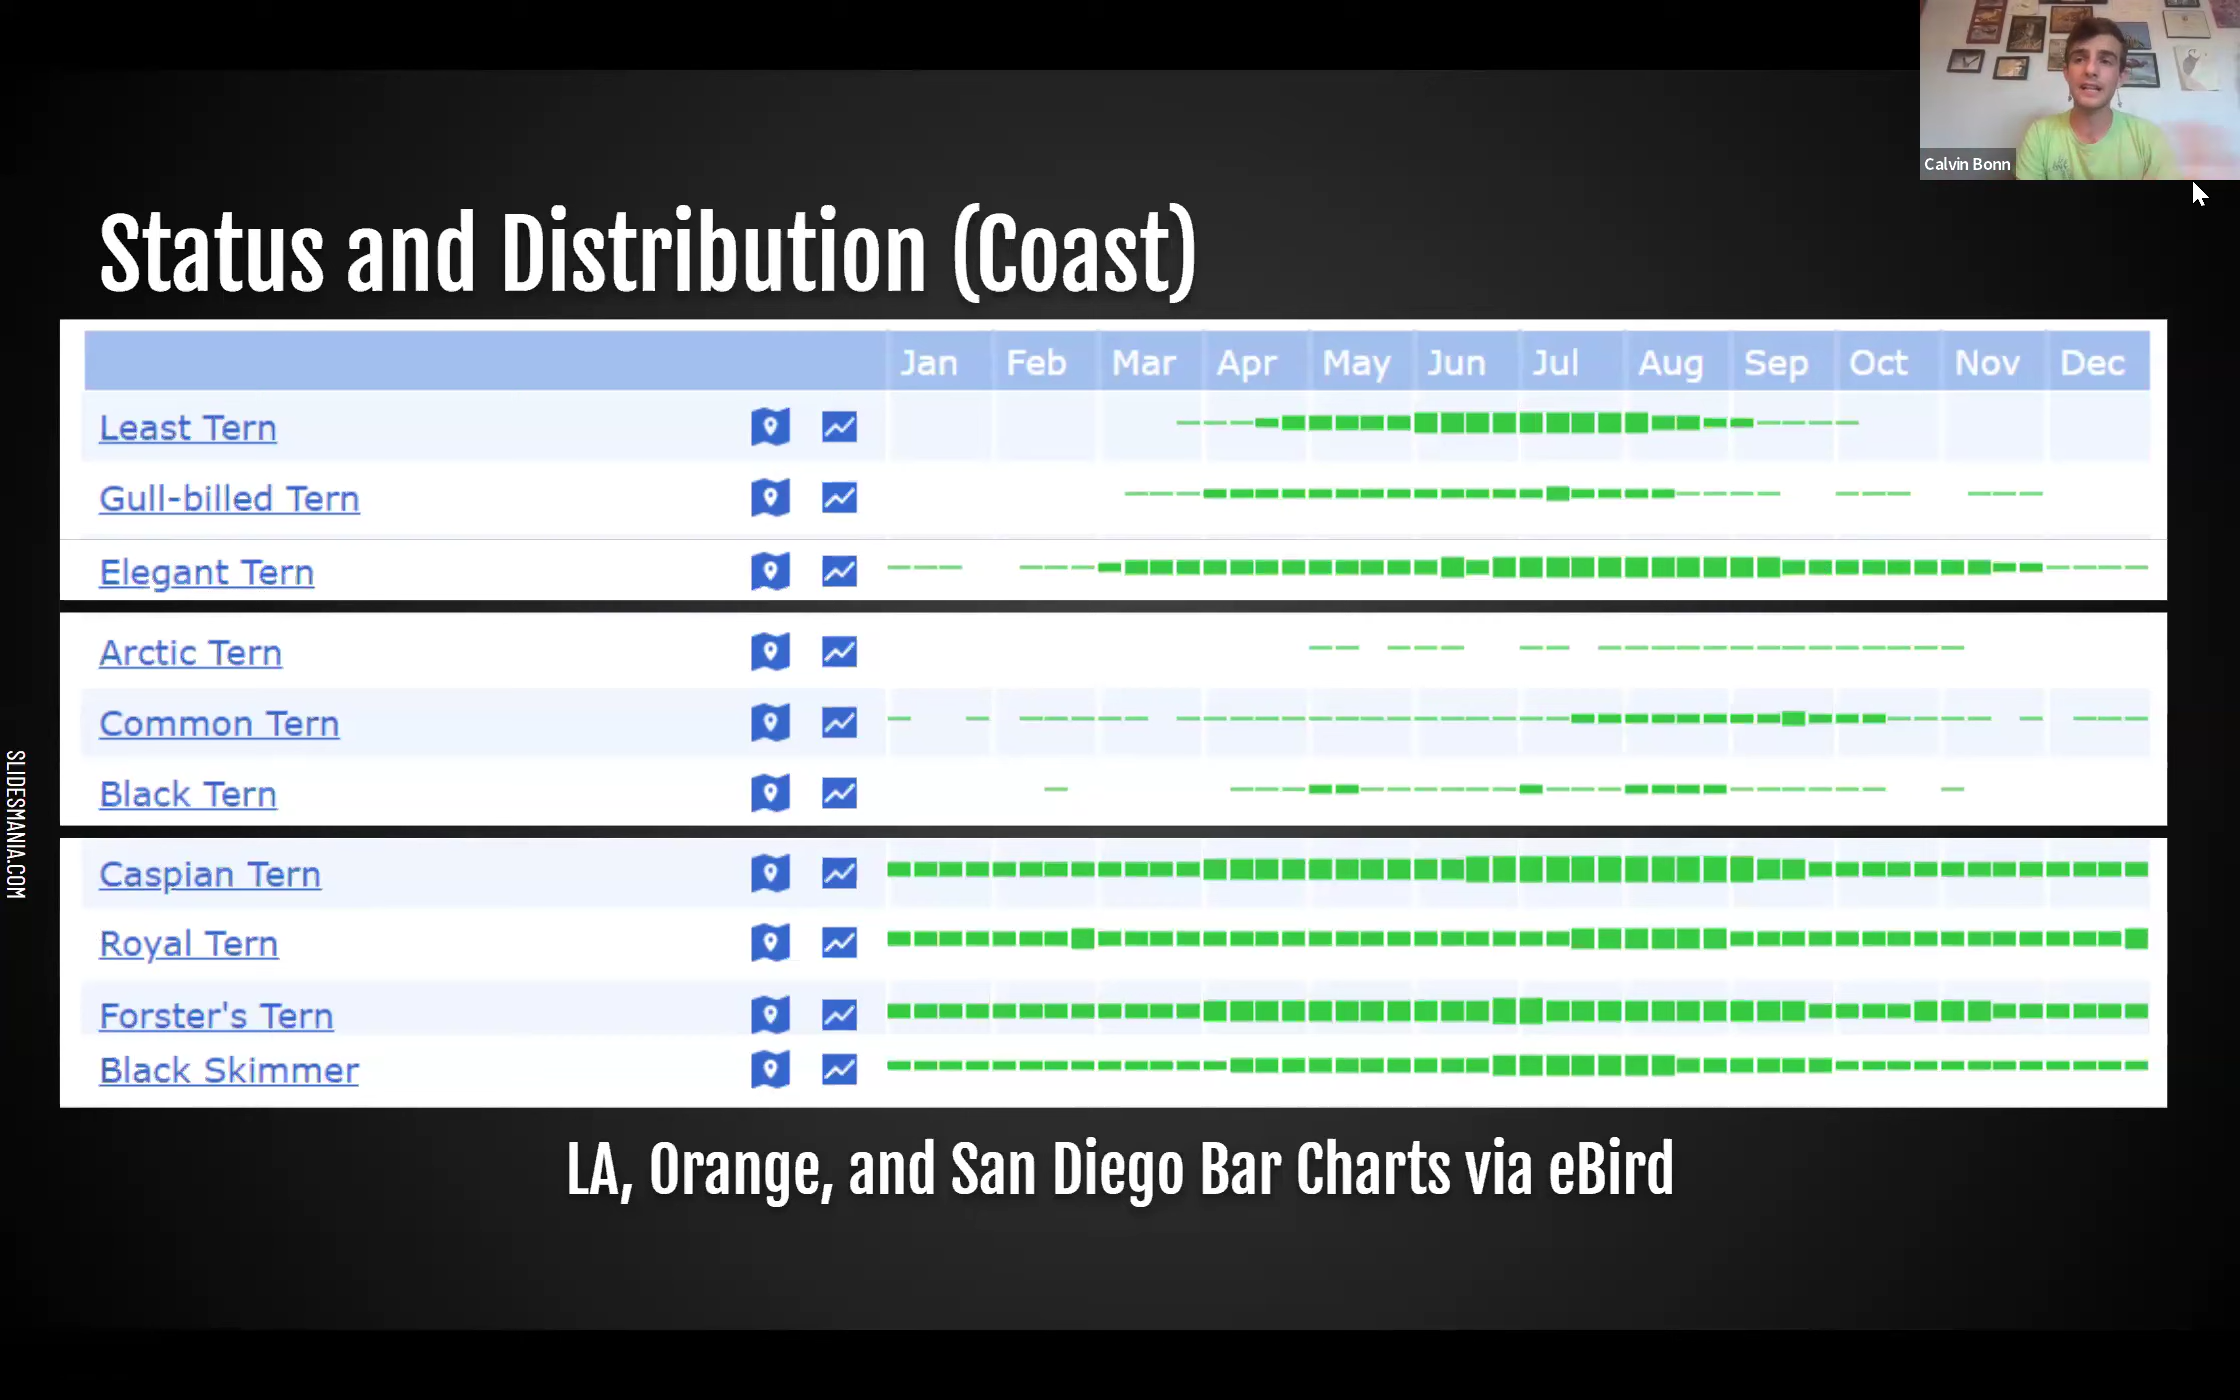 Calvin Bonn
Status and Distribution (Coast)
Jan Feb Mar Apr May Jun Jul Aug Sep Oct Nov Dec
Least Tern
Gull-billed Tern
Elegant Tern
Arctic Tern
Common Tern
Black Tern
Caspian Tern
Royal Tern
Forster's Tern
Black Skimmer
LA, Orange, and San Diego Bar Charts via eBird
SLIDESMANIA.COM